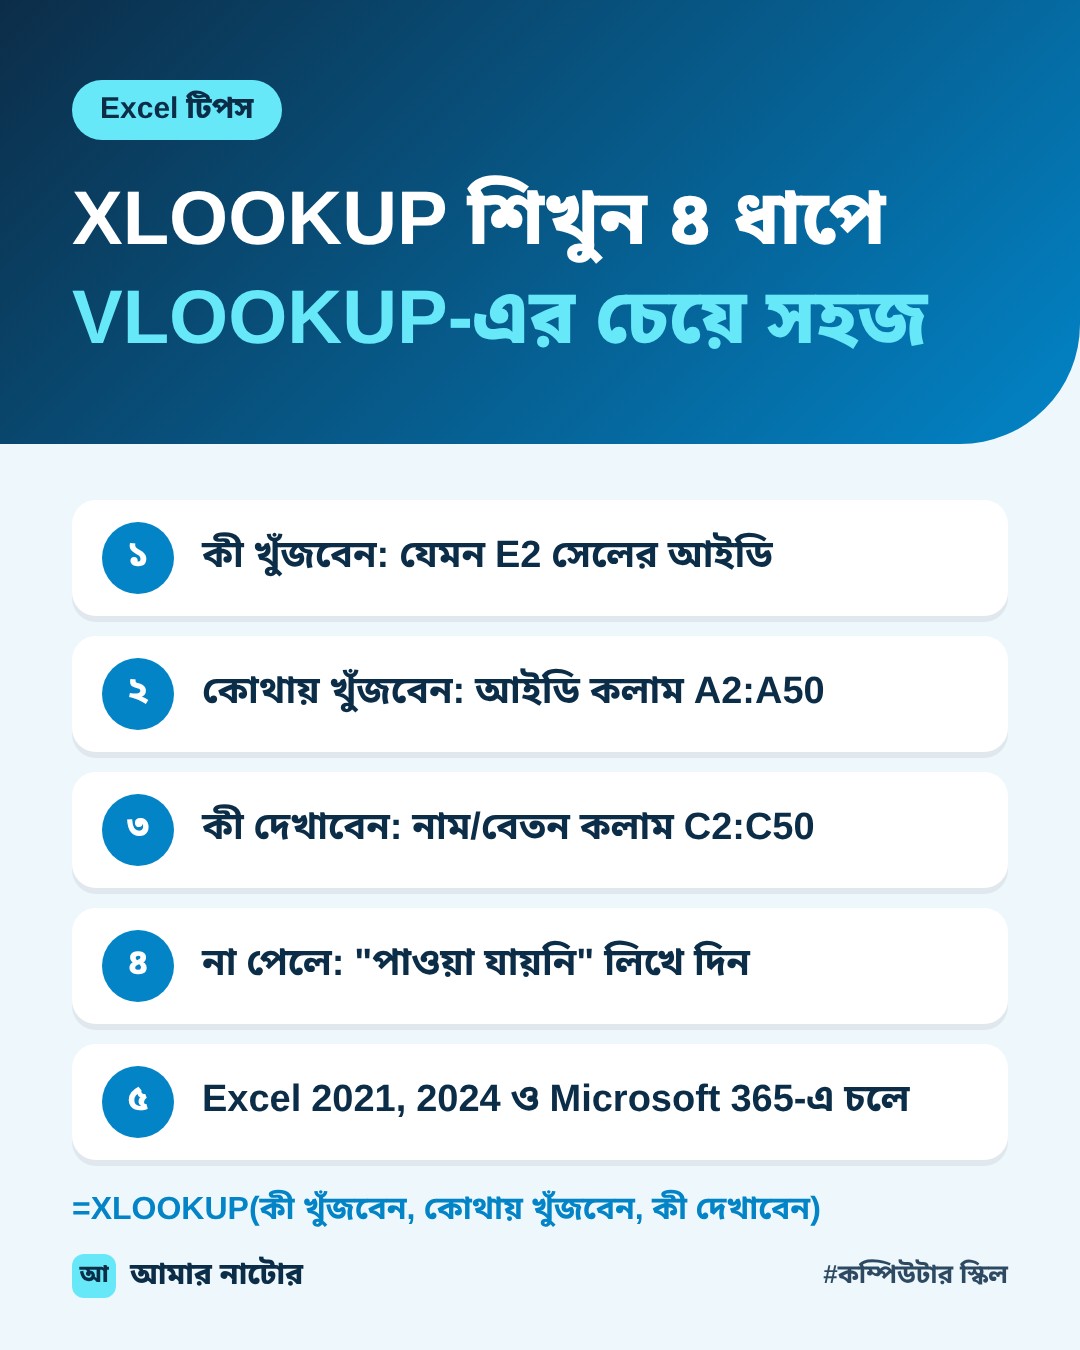 Excel টিপস
XLOOKUP শিখুন ৪ ধাপে
VLOOKUP-এর চেয়ে সহজ
১ কী খুঁজবেন: যেমন E2 সেলের আইডি
২ কোথায় খুঁজবেন: আইডি কলাম A2:A50
৩ কী দেখাবেন: নাম/বেতন কলাম C2:C50
৪ না পেলে: "পাওয়া যায়নি" লিখে দিন
৫ Excel 2021, 2024 ও Microsoft 365-এ চলে
=XLOOKUP(কী খুঁজবেন, কোথায় খুঁজবেন, কী দেখাবেন)
আ আমার নাটোর
#কম্পিউটার স্কিল